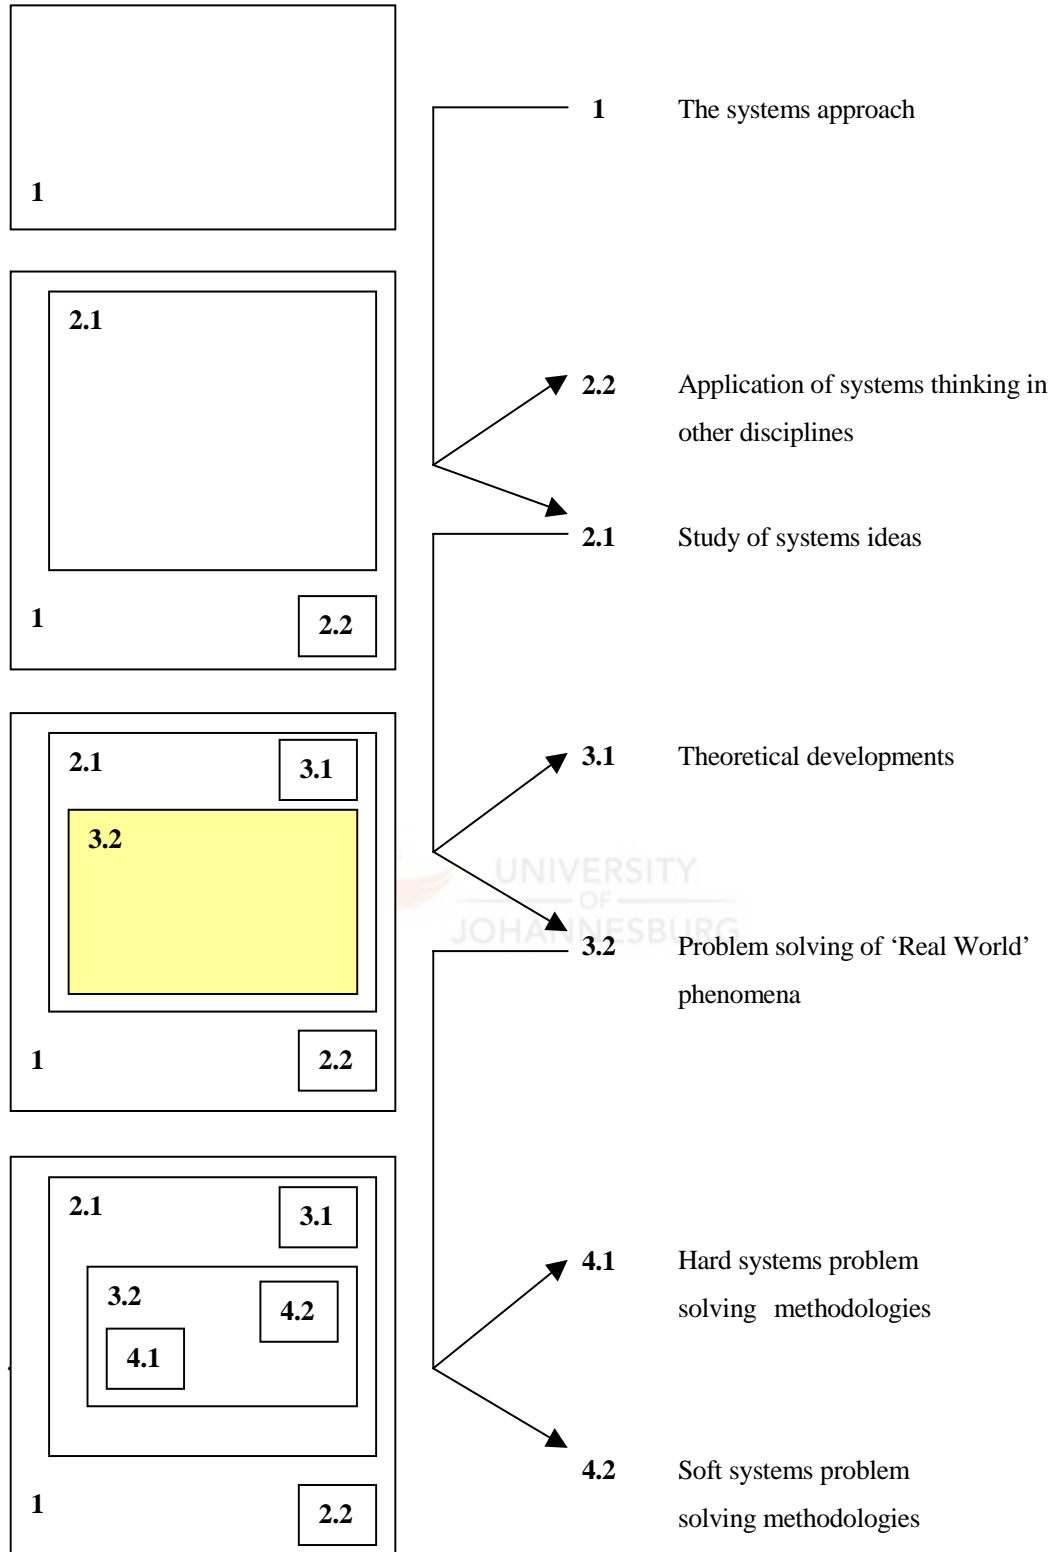 1
1 The systems approach
2.1
2.2 Application of systems thinking in
other disciplines
2.1 Study of systems ideas
1
2.2
2.1
3.1
3.1 Theoretical developments
3.2
UNIVERSITY
OF
JOHANNESBURG
3.2 Problem solving of ‘Real World’
phenomena
1
2.2
2.1
3.1
4.1 Hard systems problem
solving methodologies
3.2
4.2
4.1
4.2 Soft systems problem
solving methodologies
1
2.2